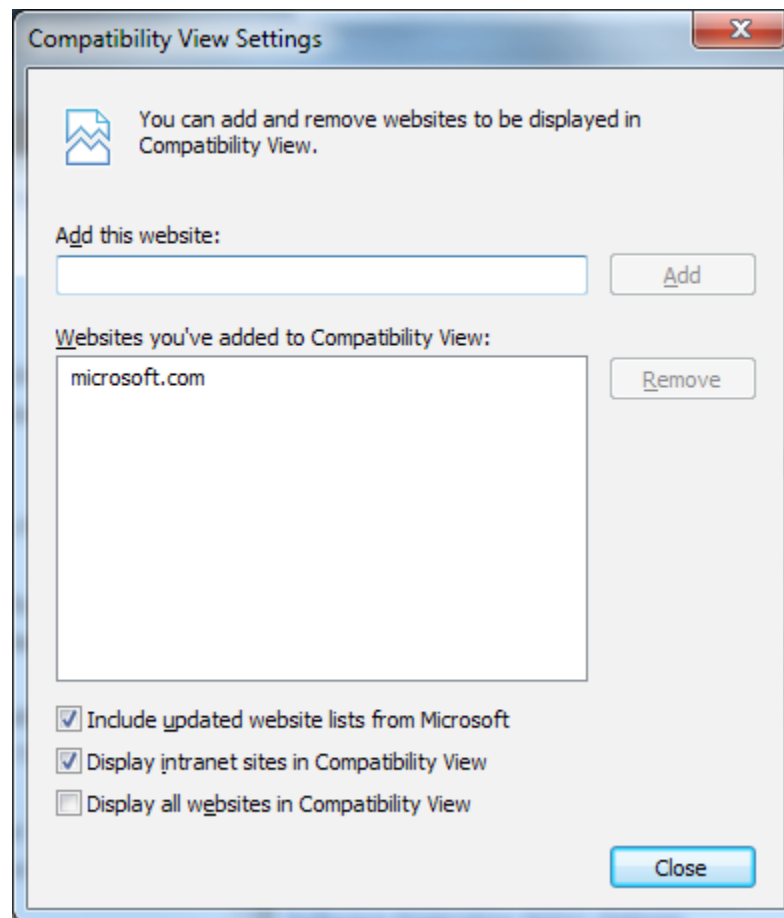 Compatibility View Settings
You can add and remove websites to be displayed in
Compatibility View.
Add this website:
Add
Websites you've added to Compatibility View:
microsoft.com
Remove
Include updated website lists from Microsoft
Display intranet sites in Compatibility View
Display all websites in Compatibility View
Close